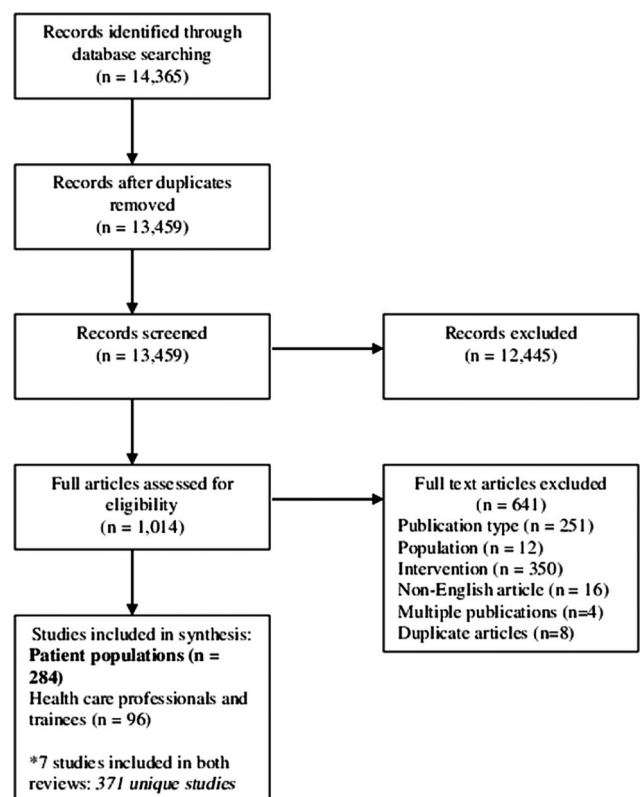 Records identified through
database searching
(n = 14,365)
Records after duplicates
removed
(n = 13,459)
Records screened
(n = 13,459)
Records excluded
(n = 12,445)
Full articles assessed for
eligibility
(n = 1,014)
Full text articles excluded
(n = 641)
Publication type (n = 251)
Population (n = 12)
Intervention (n = 350)
Non-English article (n = 16)
Multiple publications (n=4)
Duplicate articles (n=8)
Studies included in synthesis:
Patient populations (n =
284)
Health care professionals and
trainees (n = 96)
*7 studies included in both
reviews: 371 unique studies